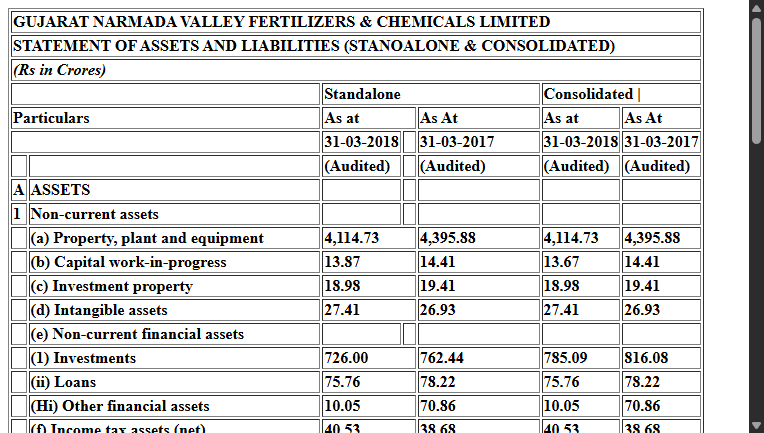 GUJARAT NARMADA VALLEY FERTILIZERS & CHEMICALS LIMITED
STATEMENT OF ASSETS AND LIABILITIES (STANOALONE & CONSOLIDATED)
(Rs in Crores)
Standalone Consolidated |
Particulars As at As At As at As At
31-03-2018 31-03-2017 31-03-2018 31-03-2017
(Audited) (Audited) (Audited) (Audited)
A ASSETS
1 Non-current assets
(a) Property, plant and equipment 4,114.73 4,395.88 4,114.73 4,395.88
(b) Capital work-in-progress 13.87 14.41 13.67 14.41
(c) Investment property 18.98 19.41 18.98 19.41
(d) Intangible assets 27.41 26.93 27.41 26.93
(e) Non-current financial assets
(1) Investments 726.00 762.44 785.09 816.08
(ii) Loans 75.76 78.22 75.76 78.22
(Hi) Other financial assets 10.05 70.86 10.05 70.86
(f) Income tax assets (net) 40.53 38.68 40.53 38.68